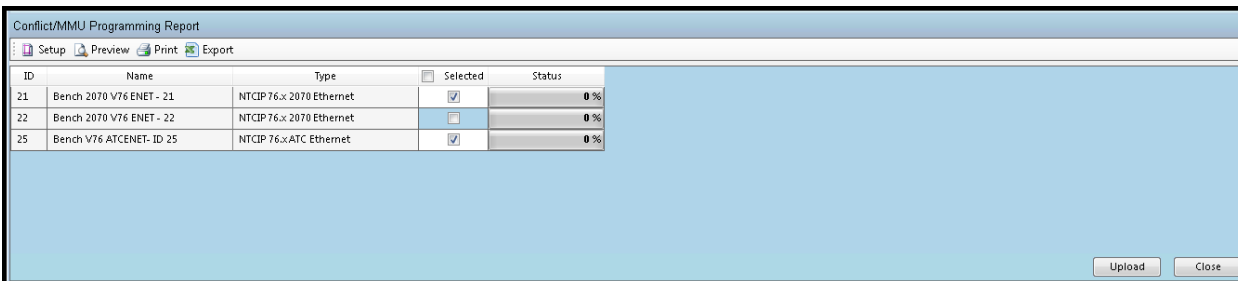 Conflict/MMU Programming Report
Setup Preview Print Export
ID Name Type Selected Status
21 Bench 2070 V76 ENET - 21 NTCIP 76.x 2070 Ethernet 0 %
22 Bench 2070 V76 ENET - 22 NTCIP 76.x 2070 Ethernet 0 %
25 Bench V76 ATCENET- ID 25 NTCIP 76.x ATC Ethernet 0 %
Upload Close